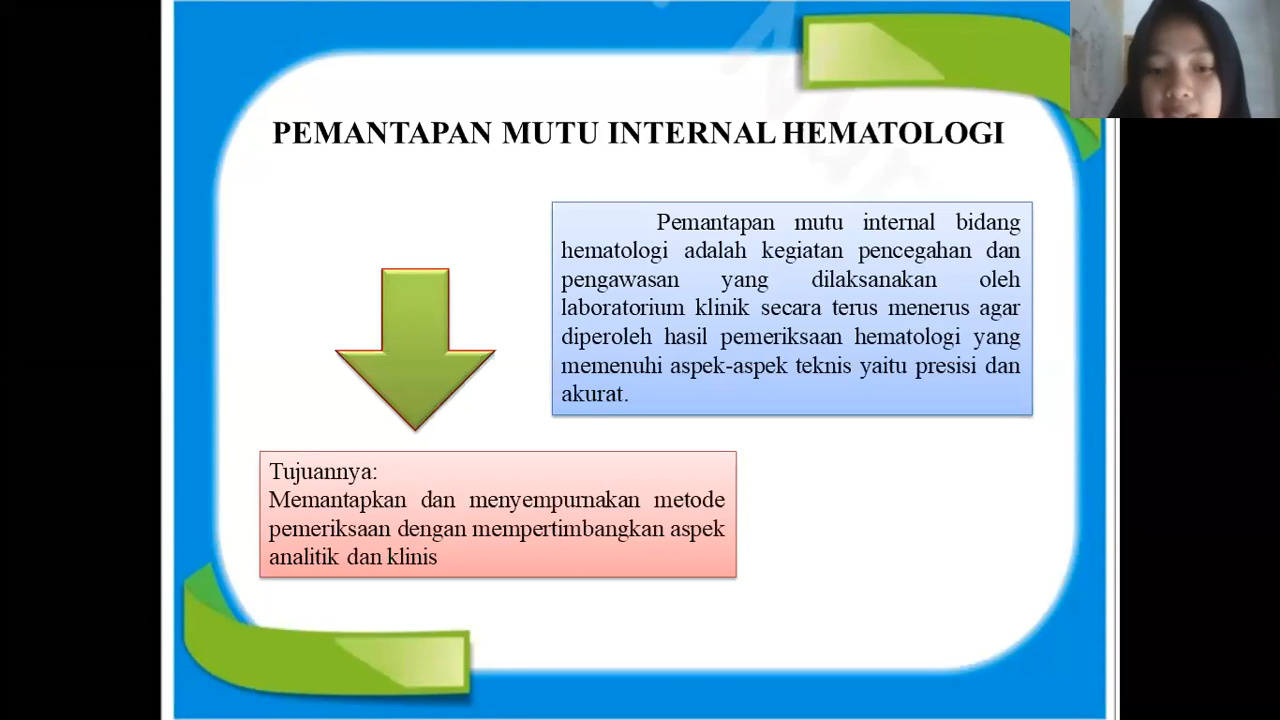 PEMANTAPAN MUTU INTERNAL HEMATOLOGI
Pemantapan mutu internal bidang
hematologi adalah kegiatan pencegahan dan
pengawasan yang dilaksanakan oleh
laboratorium klinik secara terus menerus agar
diperoleh hasil pemeriksaan hematologi yang
memenuhi aspek-aspek teknis yaitu presisi dan
akurat.
Tujuannya:
Memantapkan dan menyempurnakan metode
pemeriksaan dengan mempertimbangkan aspek
analitik dan klinis